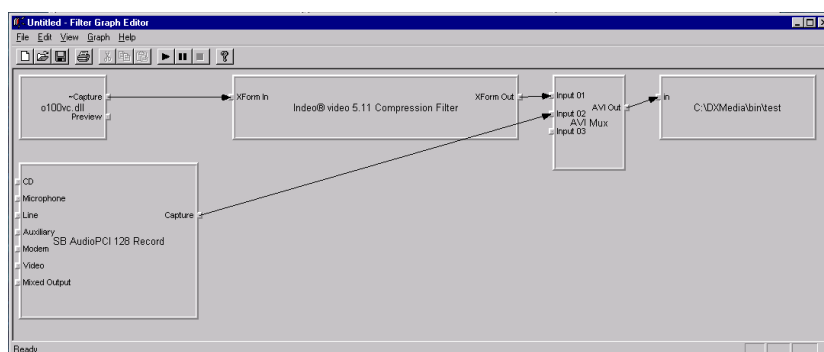 Untitled - Filter Graph Editor
File Edit View Graph Help
~Capture
o100vc.dll
Preview
XForm In
Indeo® video 5.11 Compression Filter
XForm Out
Input 01
Input 02
Input 03
AVI Out
AVI Mux
in
C:\DXMedia\bin\test
CD
Microphone
Line
Auxiliary
Modem
Video
Mixed Output
SB AudioPCI 128 Record
Capture
Ready